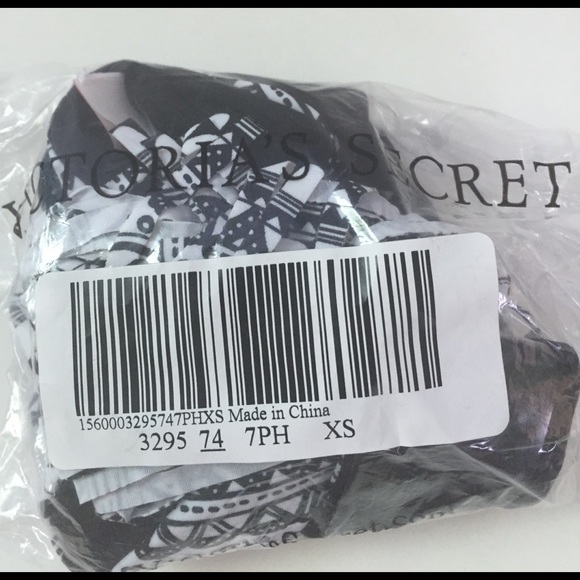 VICTORIA'S SECRET
1560003295747PHXS Made in China
3295 74 7PH XS